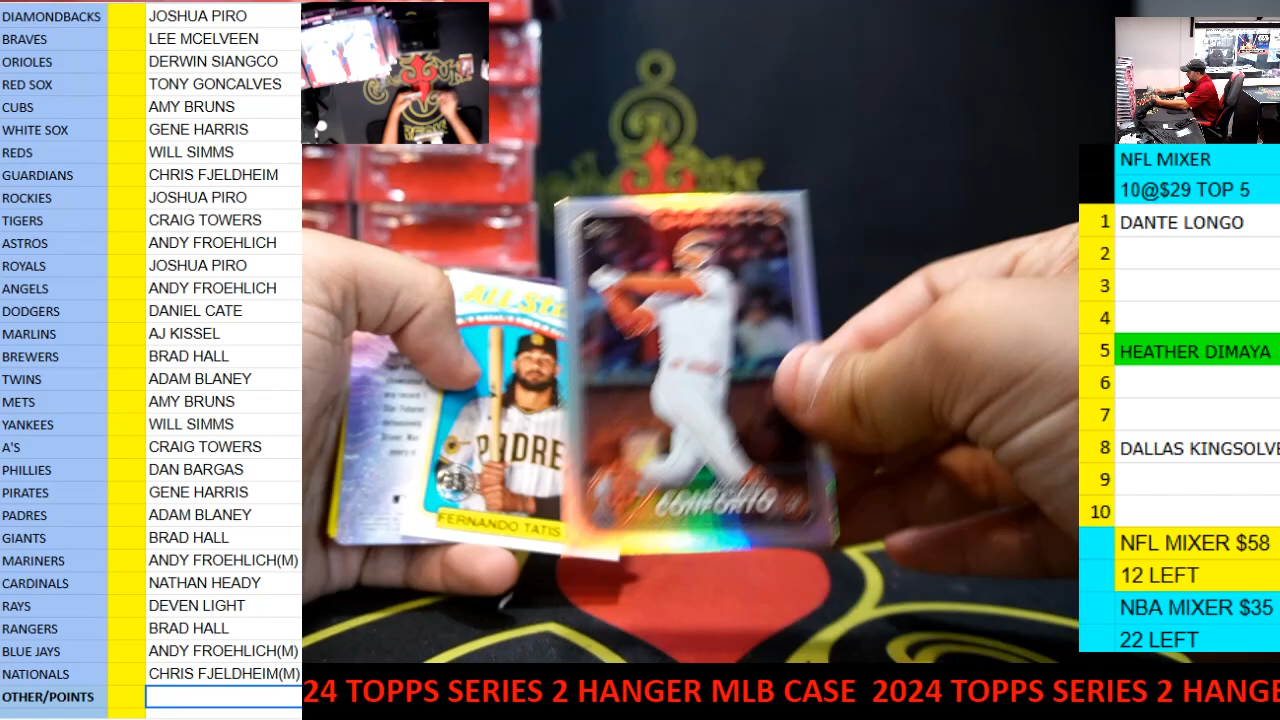 DIAMONDBACKS JOSHUA PIRO
BRAVES LEE MCELVEEN
ORIOLES DERWIN SIANGCO
RED SOX TONY GONCALVES
CUBS AMY BRUNS
WHITE SOX GENE HARRIS
REDS WILL SIMMS
GUARDIANS CHRIS FJELDHEIM
ROCKIES JOSHUA PIRO
TIGERS CRAIG TOWERS
ASTROS ANDY FROEHLICH
ROYALS JOSHUA PIRO
ANGELS ANDY FROEHLICH
DODGERS DANIEL CATE
MARLINS AJ KISSEL
BREWERS BRAD HALL
TWINS ADAM BLANEY
METS AMY BRUNS
YANKEES WILL SIMMS
A'S CRAIG TOWERS
PHILLIES DAN BARGAS
PIRATES GENE HARRIS
PADRES ADAM BLANEY
GIANTS BRAD HALL
MARINERS ANDY FROEHLICH(M)
CARDINALS NATHAN HEADY
RAYS DEVEN LIGHT
RANGERS BRAD HALL
BLUE JAYS ANDY FROEHLICH(M)
NATIONALS CHRIS FJELDHEIM(M)
OTHER/POINTS
PADRE
FERNANDO TATIS
CONFORTO
NFL MIXER
10@$29 TOP 5
1 DANTE LONGO
2
3
4
5 HEATHER DIMAYA
6
7
8 DALLAS KINGSOLVE
9
10
NFL MIXER $58
12 LEFT
NBA MIXER $35
22 LEFT
24 TOPPS SERIES 2 HANGER MLB CASE 2024 TOPPS SERIES 2 HANGE